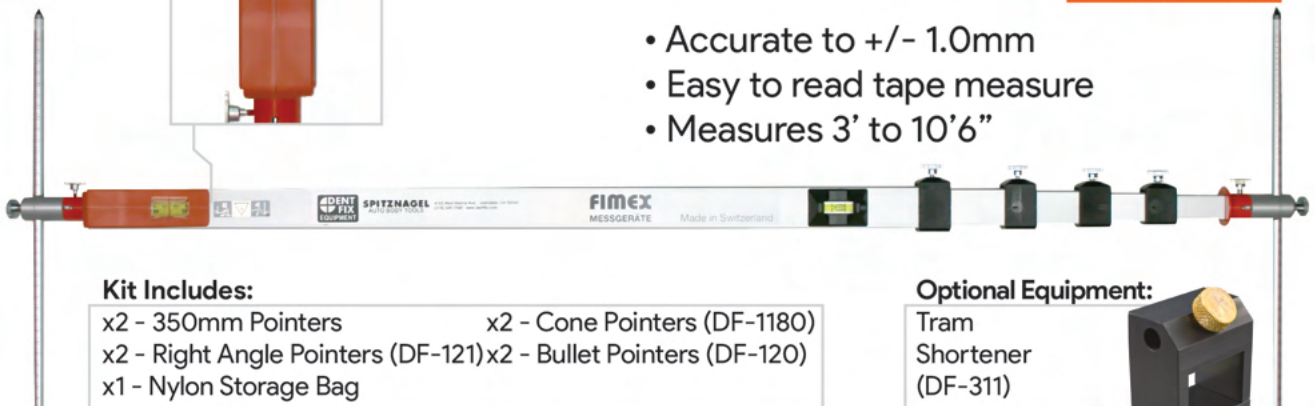 • Accurate to +/- 1.0mm
• Easy to read tape measure
• Measures 3’ to 10’6”
DENT FIX EQUIPMENT
SPITZNAGEL
AUTO BODY TOOLS
FIMEX
MESSGERÄTE
Made in Switzerland
Kit Includes:
x2 - 350mm Pointers
x2 - Cone Pointers (DF-1180)
x2 - Right Angle Pointers (DF-121)
x2 - Bullet Pointers (DF-120)
x1 - Nylon Storage Bag
Optional Equipment:
Tram
Shortener
(DF-311)